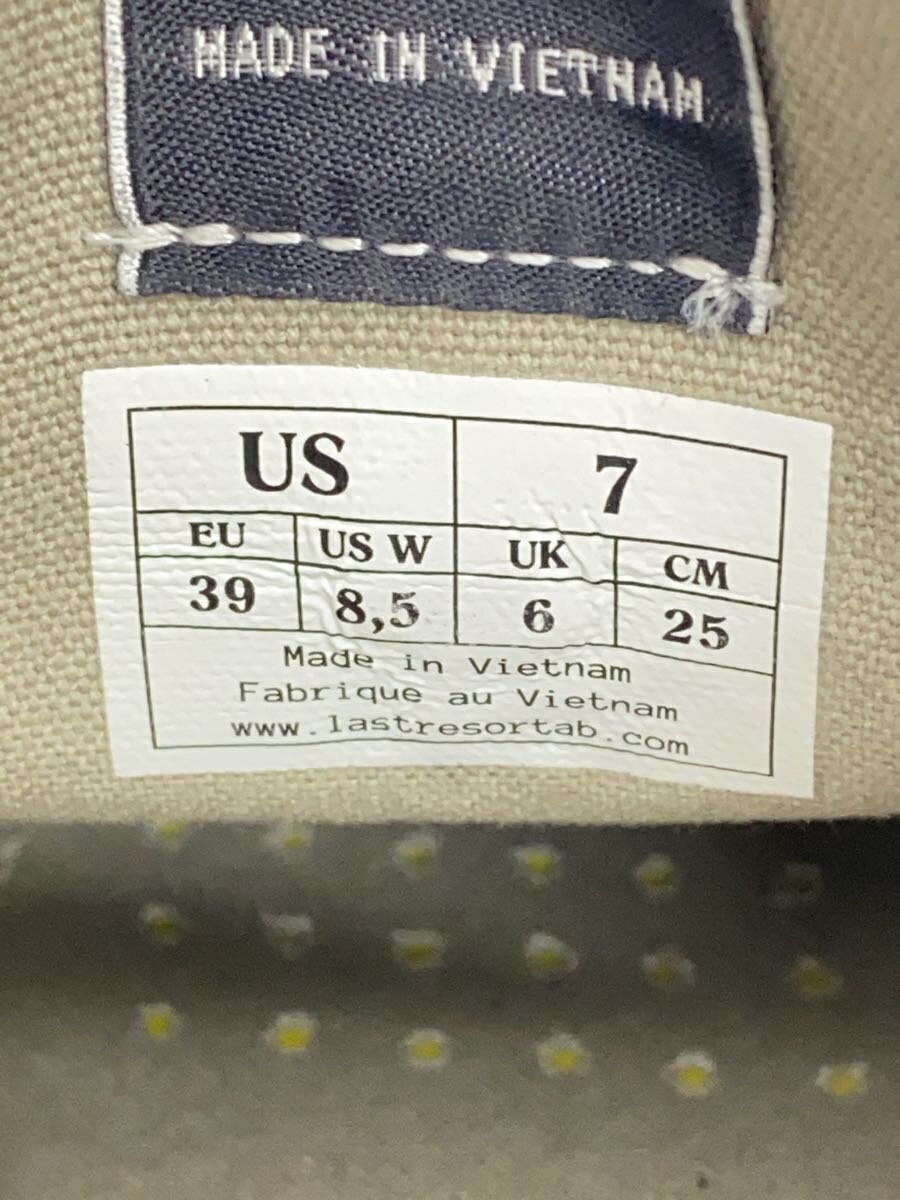 MADE IN VIETNAM
US 7
EU US W UK CM
39 8,5 6 25
Made in Vietnam
Fabrique au Vietnam
www.lastresortab.com